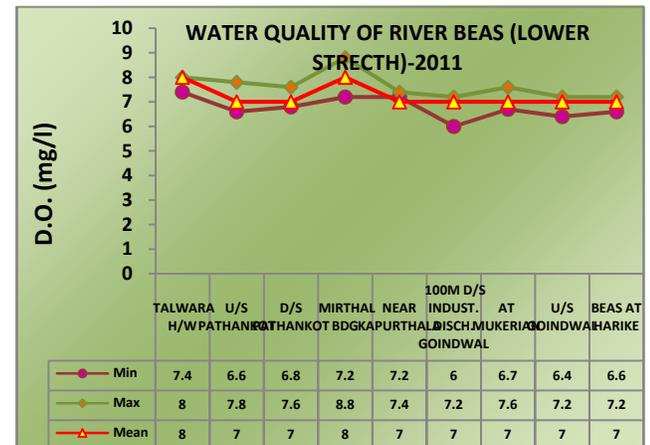 WATER QUALITY OF RIVER BEAS (LOWER
STRECTH)-2011
D.O. (mg/l)
10
9
8
7
6
5
4
3
2
1
0
TALWARA H/W
U/S PATHANKOT
D/S PATHANKOT
MIRTHAL BDG
NEAR KAPURTHALA
100M D/S INDUST. DISCH. GOINDWAL
AT MUKERIAN
U/S GOINDWAL
BEAS AT HARIKE
Min 7.4 6.6 6.8 7.2 7.2 6 6.7 6.4 6.6
Max 8 7.8 7.6 8.8 7.4 7.2 7.6 7.2 7.2
Mean 8 7 7 8 7 7 7 7 7